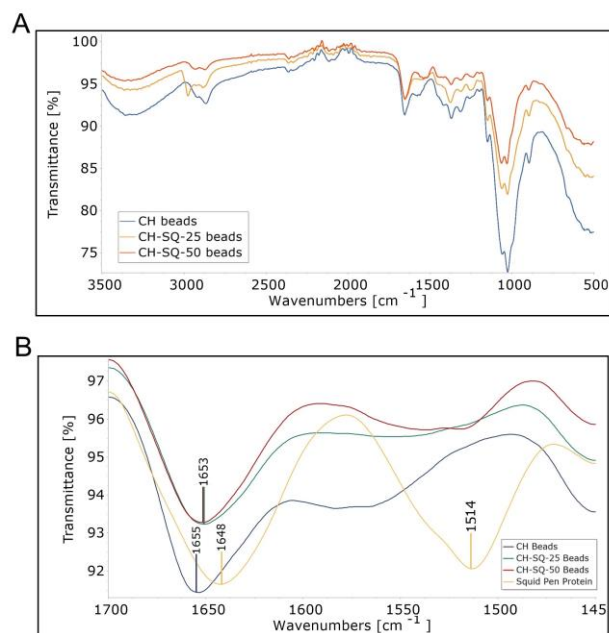 A
100
95
90
85
80
75
Transmittance [%]
CH beads
CH-SQ-25 beads
CH-SQ-50 beads
3500 3000 2500 2000 1500 1000 500
Wavenumbers [cm -1]
B
97
96
95
94
93
92
Transmittance [%]
1653
1655
1648
1514
CH Beads
CH-SQ-25 Beads
CH-SQ-50 Beads
Squid Pen Protein
1700 1650 1600 1550 1500 145
Wavenumbers [cm -1]